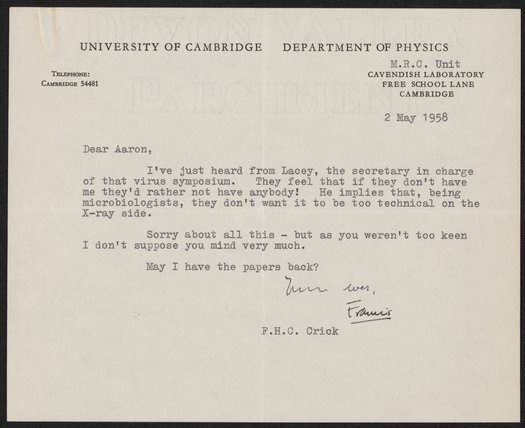 UNIVERSITY OF CAMBRIDGE DEPARTMENT OF PHYSICS
TELEPHONE:
CAMBRIDGE 54481
M.R.C. Unit
CAVENDISH LABORATORY
FREE SCHOOL LANE
CAMBRIDGE
2 May 1958
Dear Aaron,
I've just heard from Lacey, the secretary in charge
of that virus symposium. They feel that if they don't have
me they'd rather not have anybody! He implies that, being
microbiologists, they don't want it to be too technical on the
X-ray side.
Sorry about all this - but as you weren't too keen
I don't suppose you mind very much.
May I have the papers back?
ever,
Francis
F.H.C. Crick